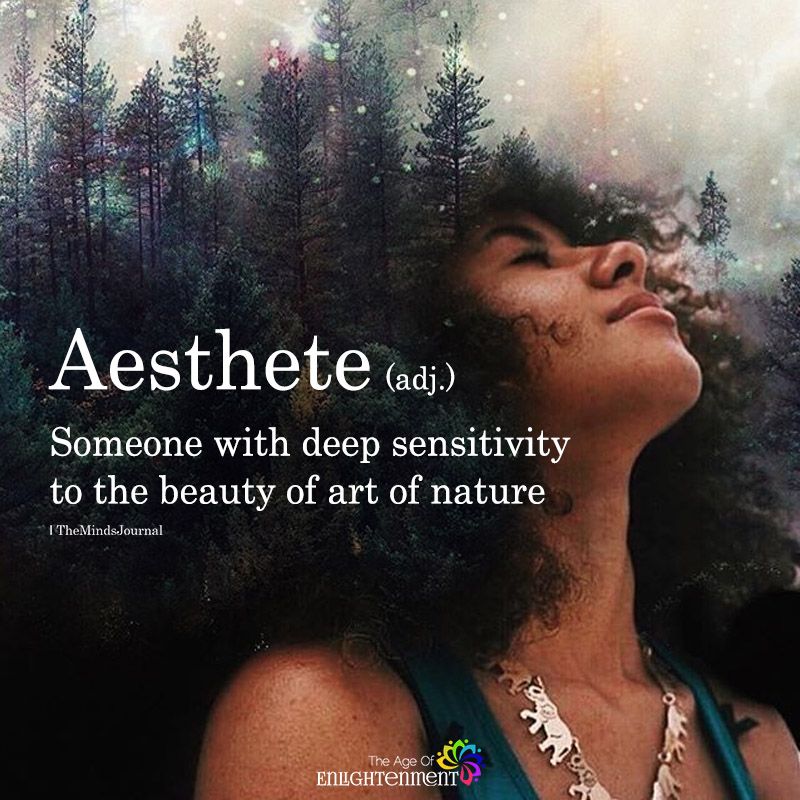 Aesthete (adj.)
Someone with deep sensitivity
to the beauty of art of nature
| TheMindsJournal
The Age Of
ENLIGHTENMENT